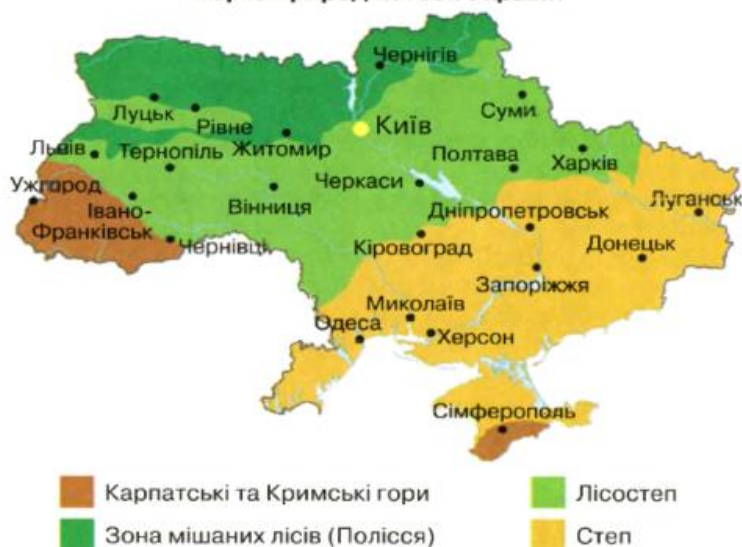 Чернігів
Суми
Луцьк
Рівне
Київ
Львів
Тернопіль
Житомир
Полтава
Харків
Ужгород
Черкаси
Луганськ
Івано-
Франківськ
Вінниця
Дніпропетровськ
Чернівці
Кіровоград
Донецьк
Запоріжжя
Миколаїв
Одеса
Херсон
Сімферополь
Карпатські та Кримські гори
Лісостеп
Зона мішаних лісів (Полісся)
Степ